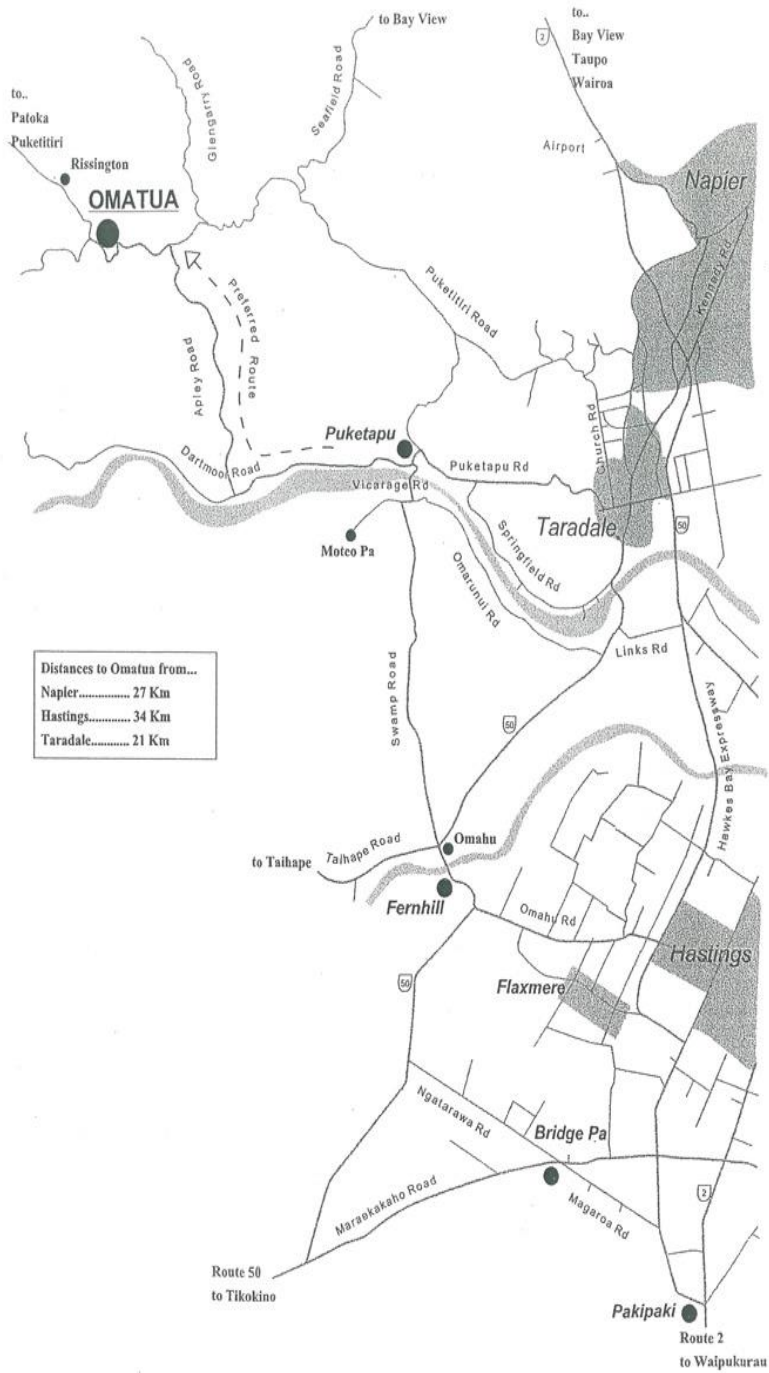 to Bay View
2
to..
Bay View
Taupo
Wairoa
Glengarry Road
Seafield Road
to..
Patoka
Puketitiri
Airport
Rissington
Napier
OMATUA
Kennedy Rd
Preferred Route
Puketitiri Road
Apley Road
Puketapu
Church Rd
Dartmoor Road
Puketapu Rd
Vicarage Rd
Taradale
50
Moteo Pa
Springfield Rd
Omarunui Rd
Links Rd
Distances to Omatua from...
Napier............... 27 Km
Hastings............. 34 Km
Taradale............ 21 Km
Swamp Road
50
Hawkes Bay Expressway
Omahu
Taihape Road
to Taihape
Fernhill
Omahu Rd
Hastings
50
Flaxmere
Ngatarawa Rd
Bridge Pa
Maraekakaho Road
Magaroa Rd
2
Route 50
to Tikokino
Pakipaki
Route 2
to Waipukurau